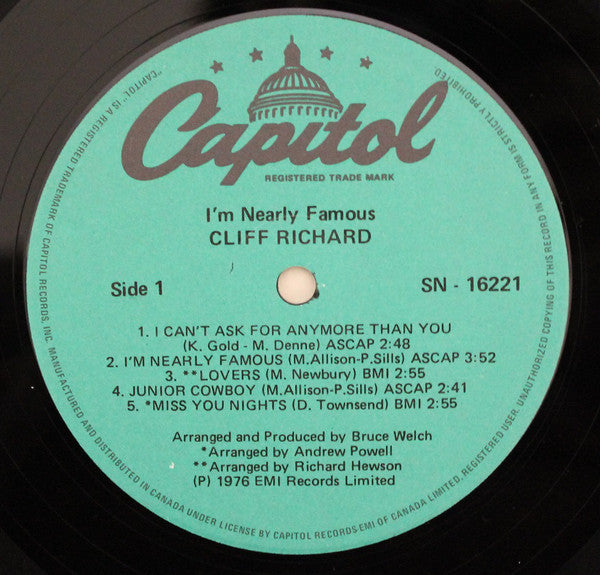 Capitol
REGISTERED TRADE MARK
I'm Nearly Famous
CLIFF RICHARD
Side 1
SN - 16221
1. I CAN'T ASK FOR ANYMORE THAN YOU
(K. Gold - M. Denne) ASCAP 2:48
2. I'M NEARLY FAMOUS (M.Allison-P.Sills) ASCAP 3:52
3. **LOVERS (M. Newbury) BMI 2:55
4. JUNIOR COWBOY (M.Allison-P.Sills) ASCAP 2:41
5. *MISS YOU NIGHTS (D. Townsend) BMI 2:55
Arranged and Produced by Bruce Welch
*Arranged by Andrew Powell
**Arranged by Richard Hewson
(P) 1976 EMI Records Limited
"CAPITOL" IS A REGISTERED TRADEMARK OF CAPITOL RECORDS, INC. MANUFACTURED AND DISTRIBUTED IN CANADA UNDER LICENSE BY CAPITOL RECORDS-EMI OF CANADA LIMITED, REGISTERED USER. UNAUTHORIZED COPYING OF THIS RECORD IN ANY FORM IS STRICTLY PROHIBITED.